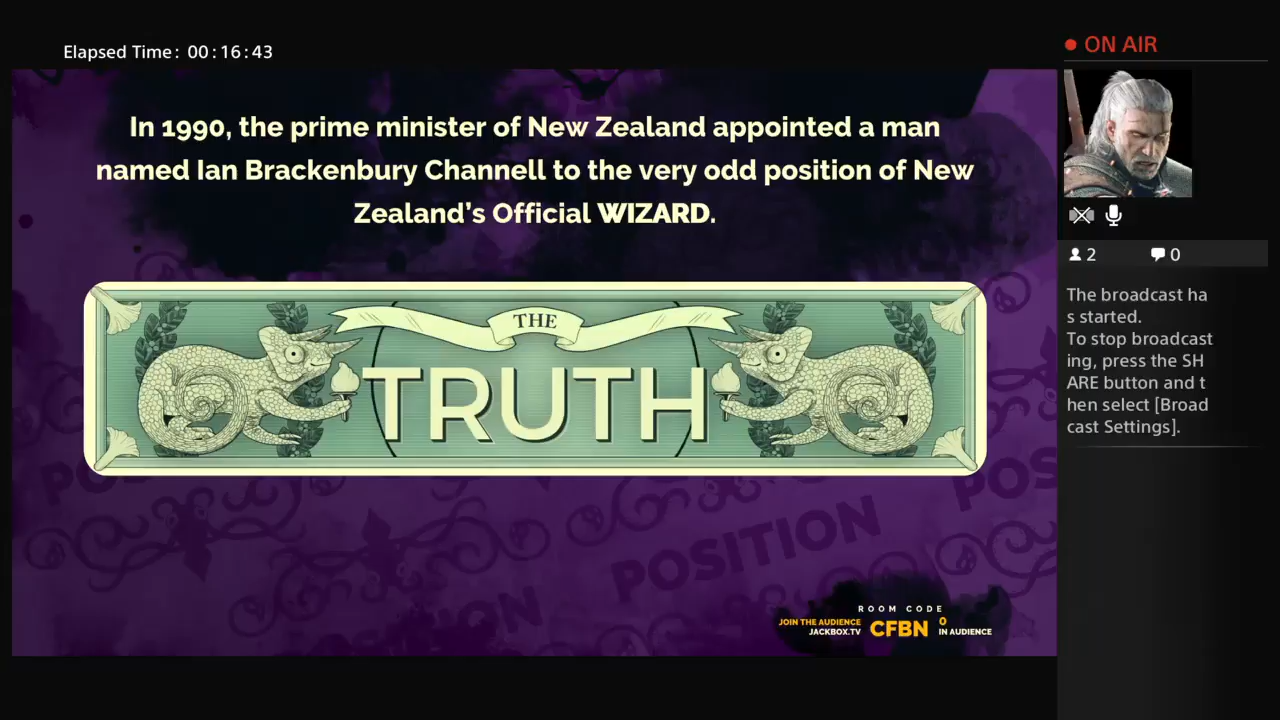 Elapsed Time: 00:16:43
ON AIR
In 1990, the prime minister of New Zealand appointed a man
named Ian Brackenbury Channell to the very odd position of New
Zealand's Official WIZARD.
2
0
The broadcast ha
s started.
To stop broadcast
ing, press the SH
ARE button and t
hen select [Broad
cast Settings].
THE
TRUTH
POSITION
ROOM CODE
JOIN THE AUDIENCE
JACKBOX.TV
CFBN
0
IN AUDIENCE